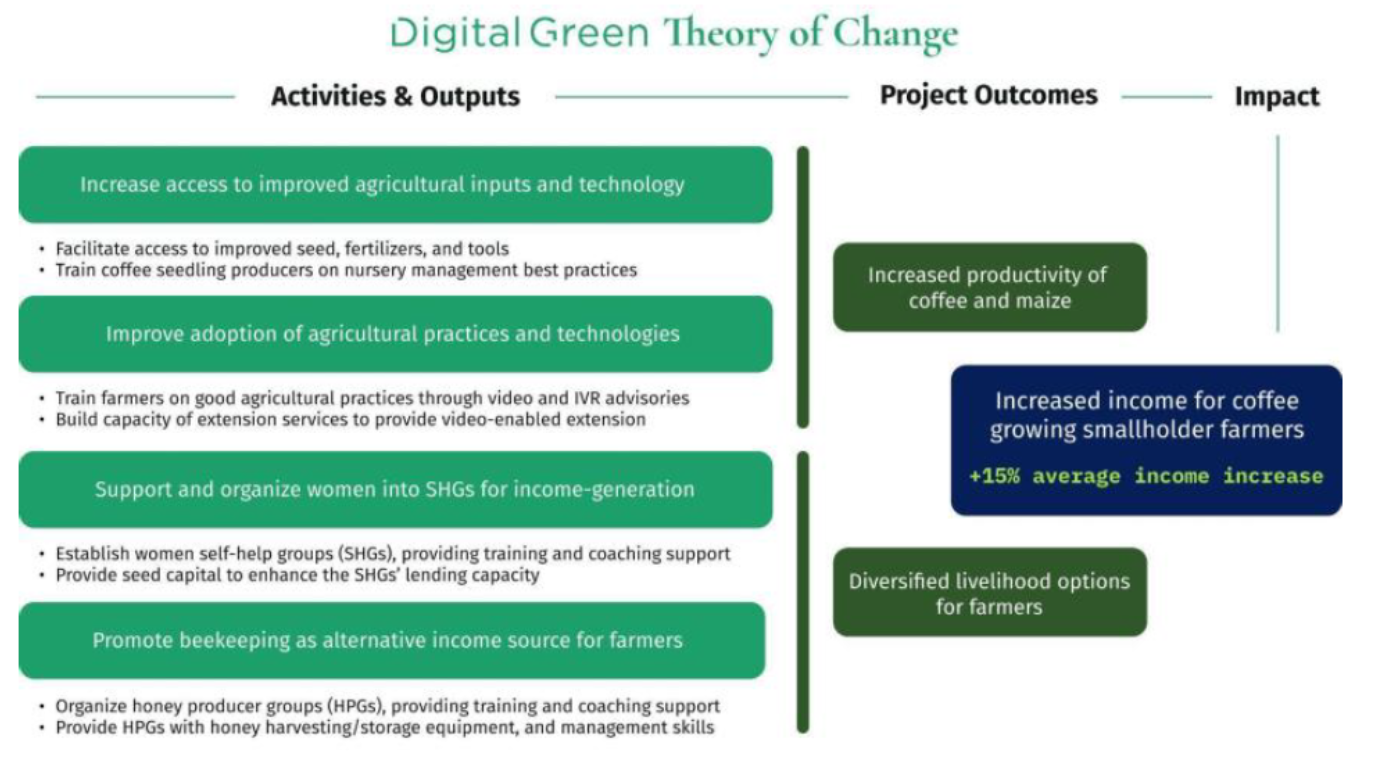 Digital Green Theory of Change
Activities & Outputs
Project Outcomes
Impact
Increase access to improved agricultural inputs and technology
• Facilitate access to improved seed, fertilizers, and tools
• Train coffee seedling producers on nursery management best practices
Improve adoption of agricultural practices and technologies
• Train farmers on good agricultural practices through video and IVR advisories
• Build capacity of extension services to provide video-enabled extension
Support and organize women into SHGs for income-generation
• Establish women self-help groups (SHGs), providing training and coaching support
• Provide seed capital to enhance the SHGs’ lending capacity
Promote beekeeping as alternative income source for farmers
• Organize honey producer groups (HPGs), providing training and coaching support
• Provide HPGs with honey harvesting/storage equipment, and management skills
Increased productivity of
coffee and maize
Diversified livelihood options
for farmers
Increased income for coffee
growing smallholder farmers
+15% average income increase